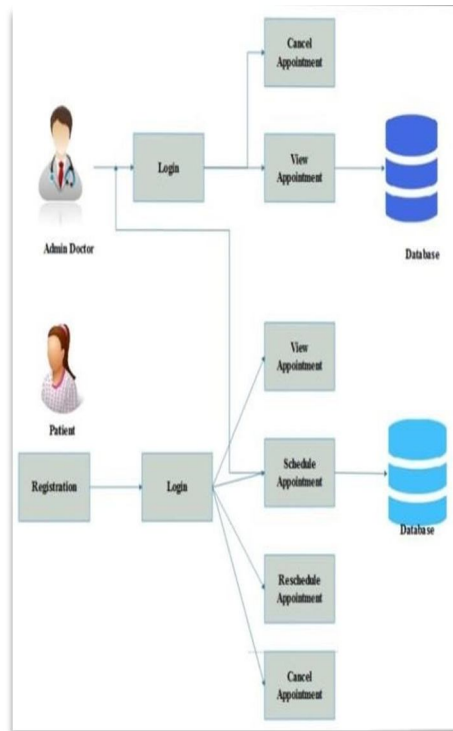 Cancel
Appointment
Login
View
Appointment
Admin Doctor
Database
View
Appointment
Patient
Registration
Login
Schedule
Appointment
Database
Reschedule
Appointment
Cancel
Appointment